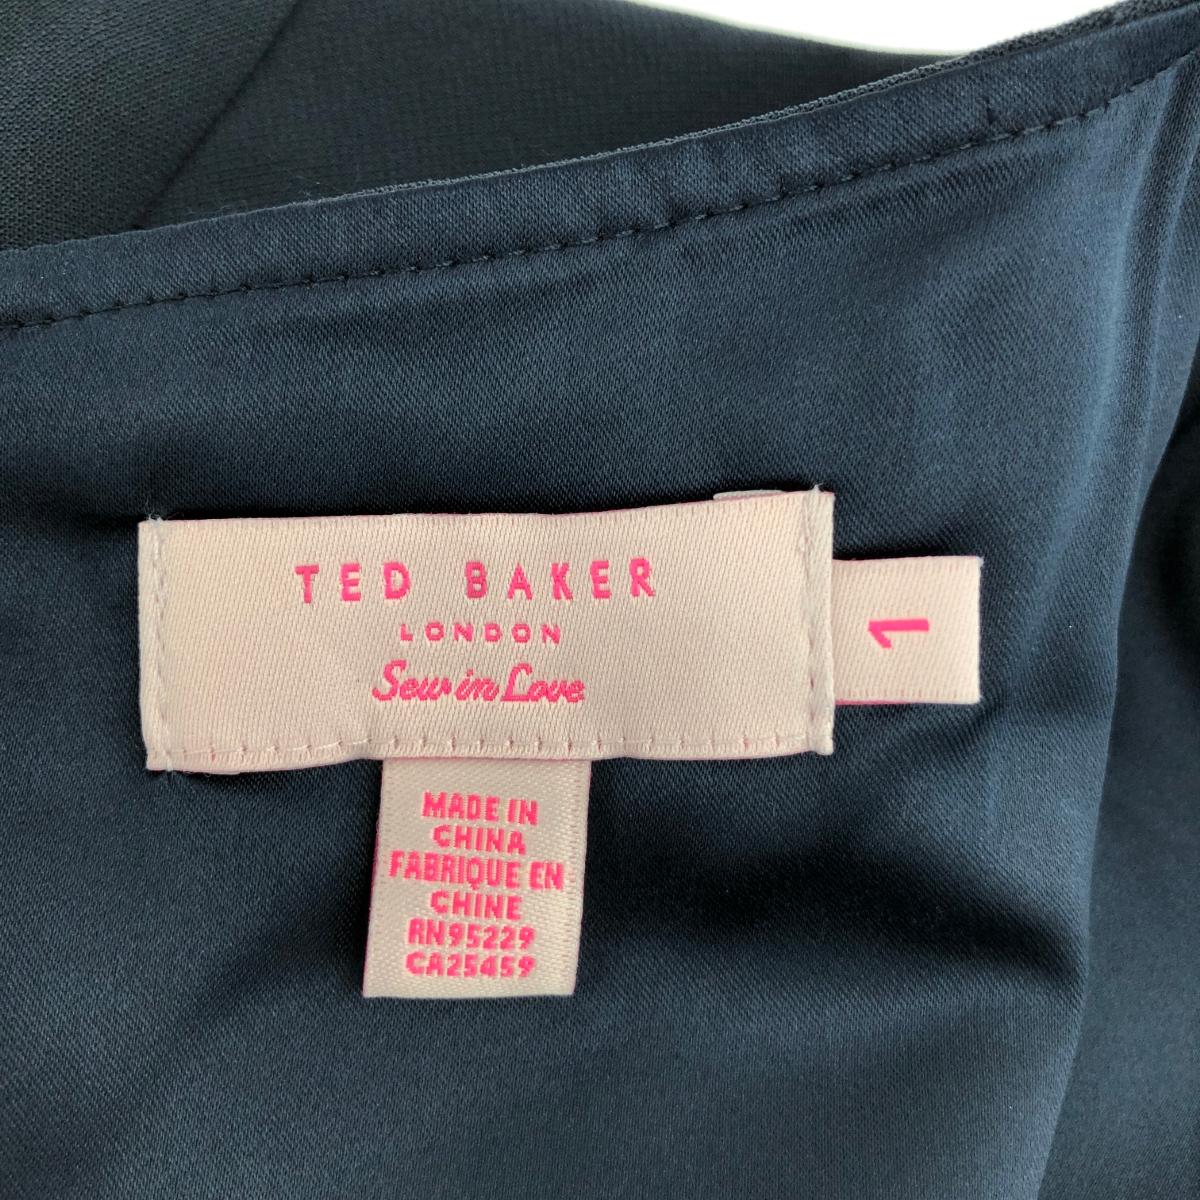 TED BAKER
LONDON
Sew in Love
1
MADE IN
CHINA
FABRIQUE EN
CHINE
RN95229
CA25459